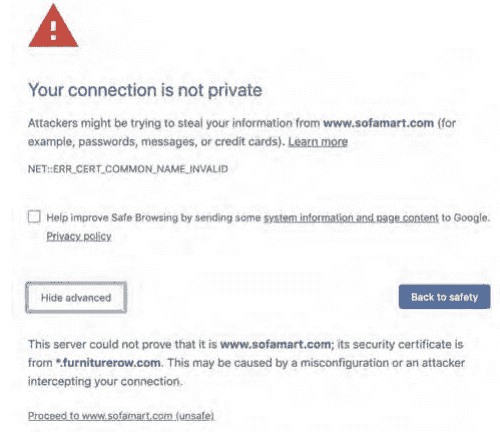 Your connection is not private
Attackers might be trying to steal your information from www.sofamart.com (for
example, passwords, messages, or credit cards). Learn more
NET::ERR_CERT_COMMON_NAME_INVALID
Help improve Safe Browsing by sending some system information and page content to Google.
Privacy policy
Hide advanced
Back to safety
This server could not prove that it is www.sofamart.com; its security certificate is
from *.furniturerow.com. This may be caused by a misconfiguration or an attacker
intercepting your connection.
Proceed to www.sofamart.com (unsafe)